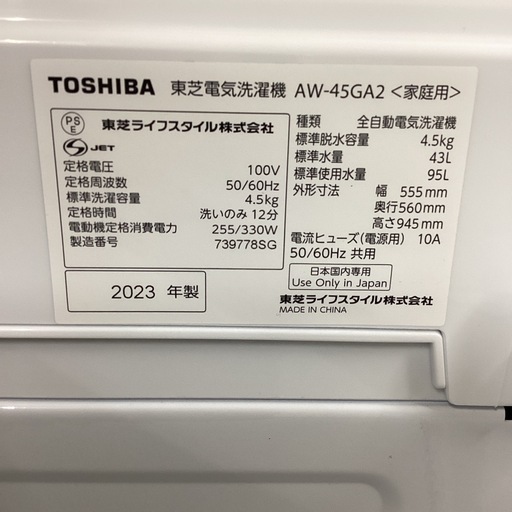 TOSHIBA 東芝電気洗濯機 AW-45GA2 <家庭用>
PS
E
東芝ライフスタイル株式会社
JET
定格電圧 100V
定格周波数 50/60Hz
標準洗濯容量 4.5kg
定格時間 洗いのみ 12分
電動機定格消費電力 255/330W
製造番号 739778SG
2023 年製
種類 全自動電気洗濯機
標準脱水容量 4.5kg
標準水量 43L
標準使用水量 95L
外形寸法 幅 555mm
奥行560mm
高さ945mm
電流ヒューズ(電源用) 10A
50/60Hz 共用
日本国内専用
Use Only in Japan
東芝ライフスタイル株式会社
MADE IN CHINA